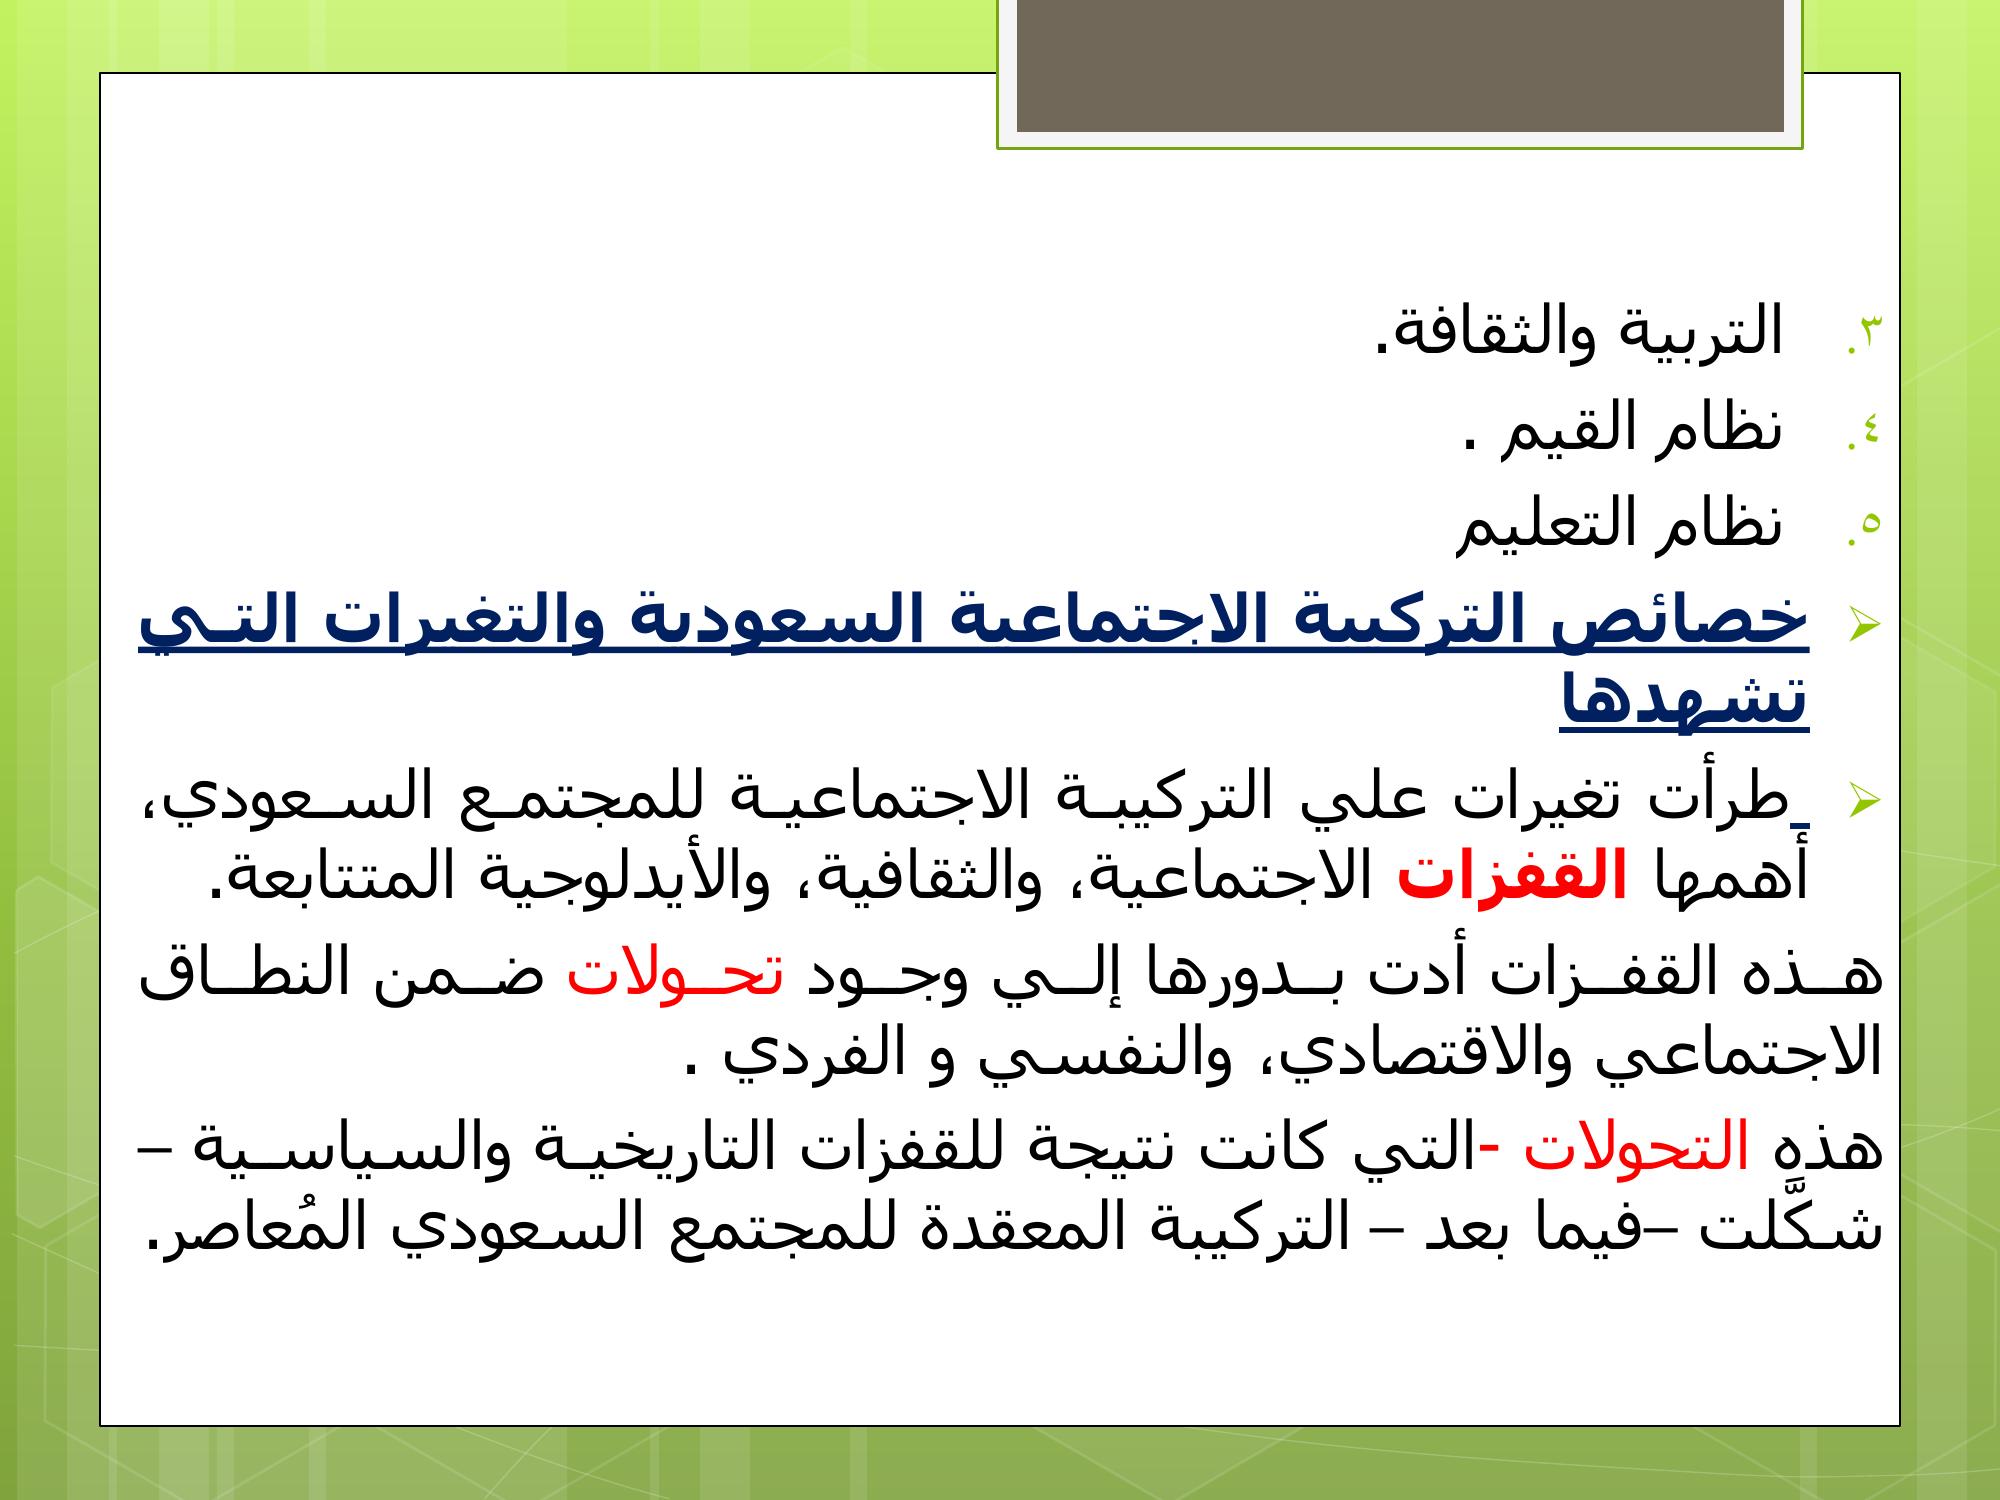 ٣. التربية والثقافة.
٤. نظام القيم .
٥. نظام التعليم
خصائص التركيبة الاجتماعية السعودية والتغيرات التي
تشهدها
طرأت تغيرات علي التركيبة الاجتماعية للمجتمع السعودي،
أهمها القفزات الاجتماعية، والثقافية، والأيدلوجية المتتابعة.
هذه القفزات أدت بدورها إلي وجود تحولات ضمن النطاق
الاجتماعي والاقتصادي، والنفسي و الفردي .
هذه التحولات -التي كانت نتيجة للقفزات التاريخية والسياسية –
شكَّلت –فيما بعد – التركيبة المعقدة للمجتمع السعودي المُعاصر.